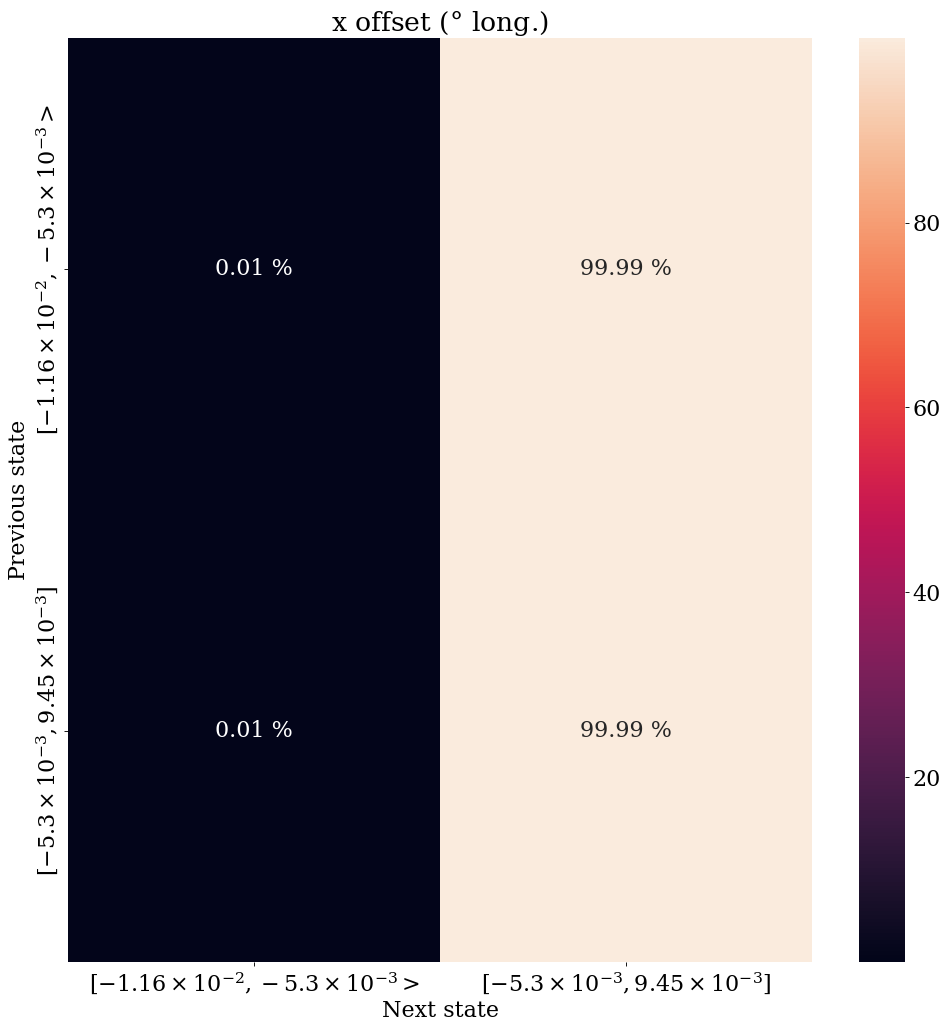 x offset (° long.)
Previous state
[−1.16 × 10⁻², −5.3 × 10⁻³ >
[−5.3 × 10⁻³, 9.45 × 10⁻³]
0.01 %
99.99 %
0.01 %
99.99 %
80
60
40
20
[−1.16 × 10⁻², −5.3 × 10⁻³ >
[−5.3 × 10⁻³, 9.45 × 10⁻³]
Next state